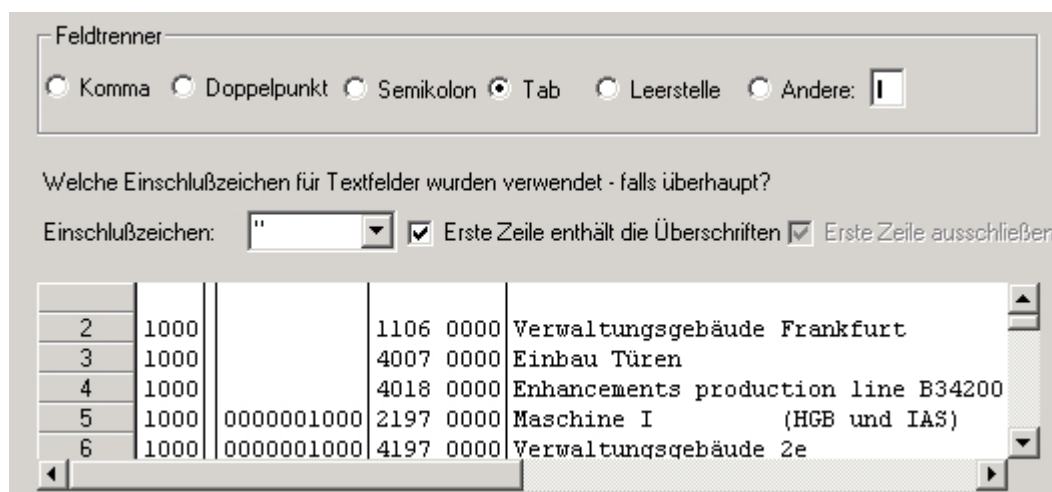 Feldtrenner
Komma Doppelpunkt Semikolon Tab Leerstelle Andere: I
Welche Einschlußzeichen für Textfelder wurden verwendet - falls überhaupt?
Einschlußzeichen: " Erste Zeile enthält die Überschriften Erste Zeile ausschließen
2 1000 1106 0000 Verwaltungsgebäude Frankfurt
3 1000 4007 0000 Einbau Türen
4 1000 4018 0000 Enhancements production line B34200
5 1000 0000001000 2197 0000 Maschine I (HGB und IAS)
6 1000 0000001000 4197 0000 Verwaltungsgebäude 2e